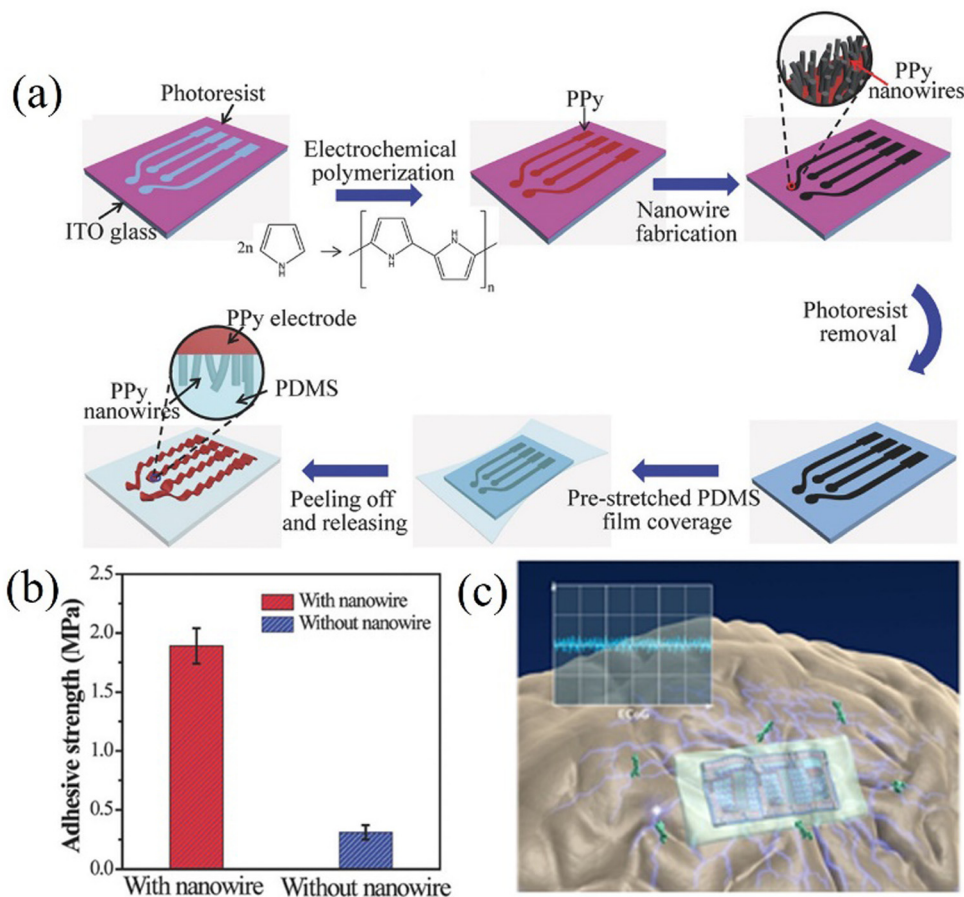 (a)
Photoresist
ITO glass
Electrochemical
polymerization
2n
N
H
H
N
N
H
n
PPy
Nanowire
fabrication
PPy
nanowires
Photoresist
removal
PPy electrode
PPy
nanowires
PDMS
Peeling off
and releasing
Pre-stretched PDMS
film coverage
(b)
Adhesive strength (MPa)
2.5
2.0
1.5
1.0
0.5
0.0
With nanowire
Without nanowire
With nanowire
Without nanowire
(c)
ECoG